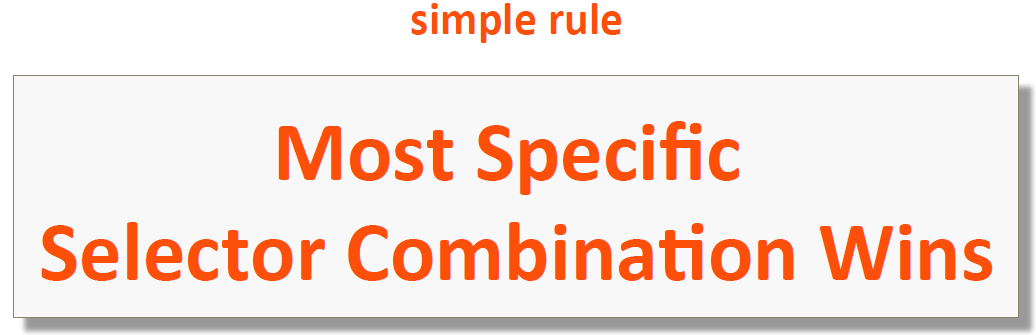 simple rule
Most Specific
Selector Combination Wins